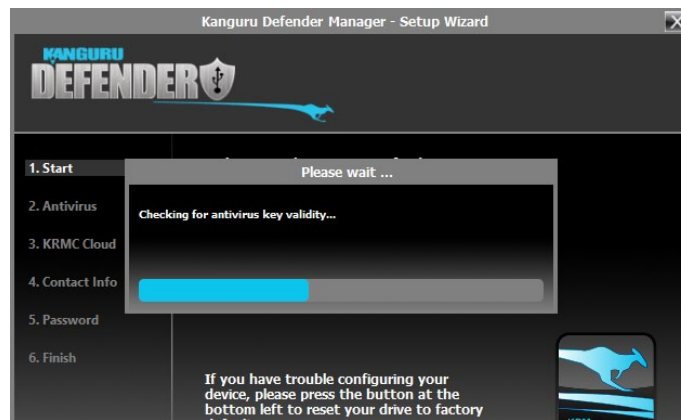 Kanguru Defender Manager - Setup Wizard
X
KANGURU
DEFENDER
1. Start
Please wait ...
2. Antivirus
Checking for antivirus key validity...
3. KRMC Cloud
4. Contact Info
5. Password
6. Finish
If you have trouble configuring your
device, please press the button at the
bottom left to reset your drive to factory